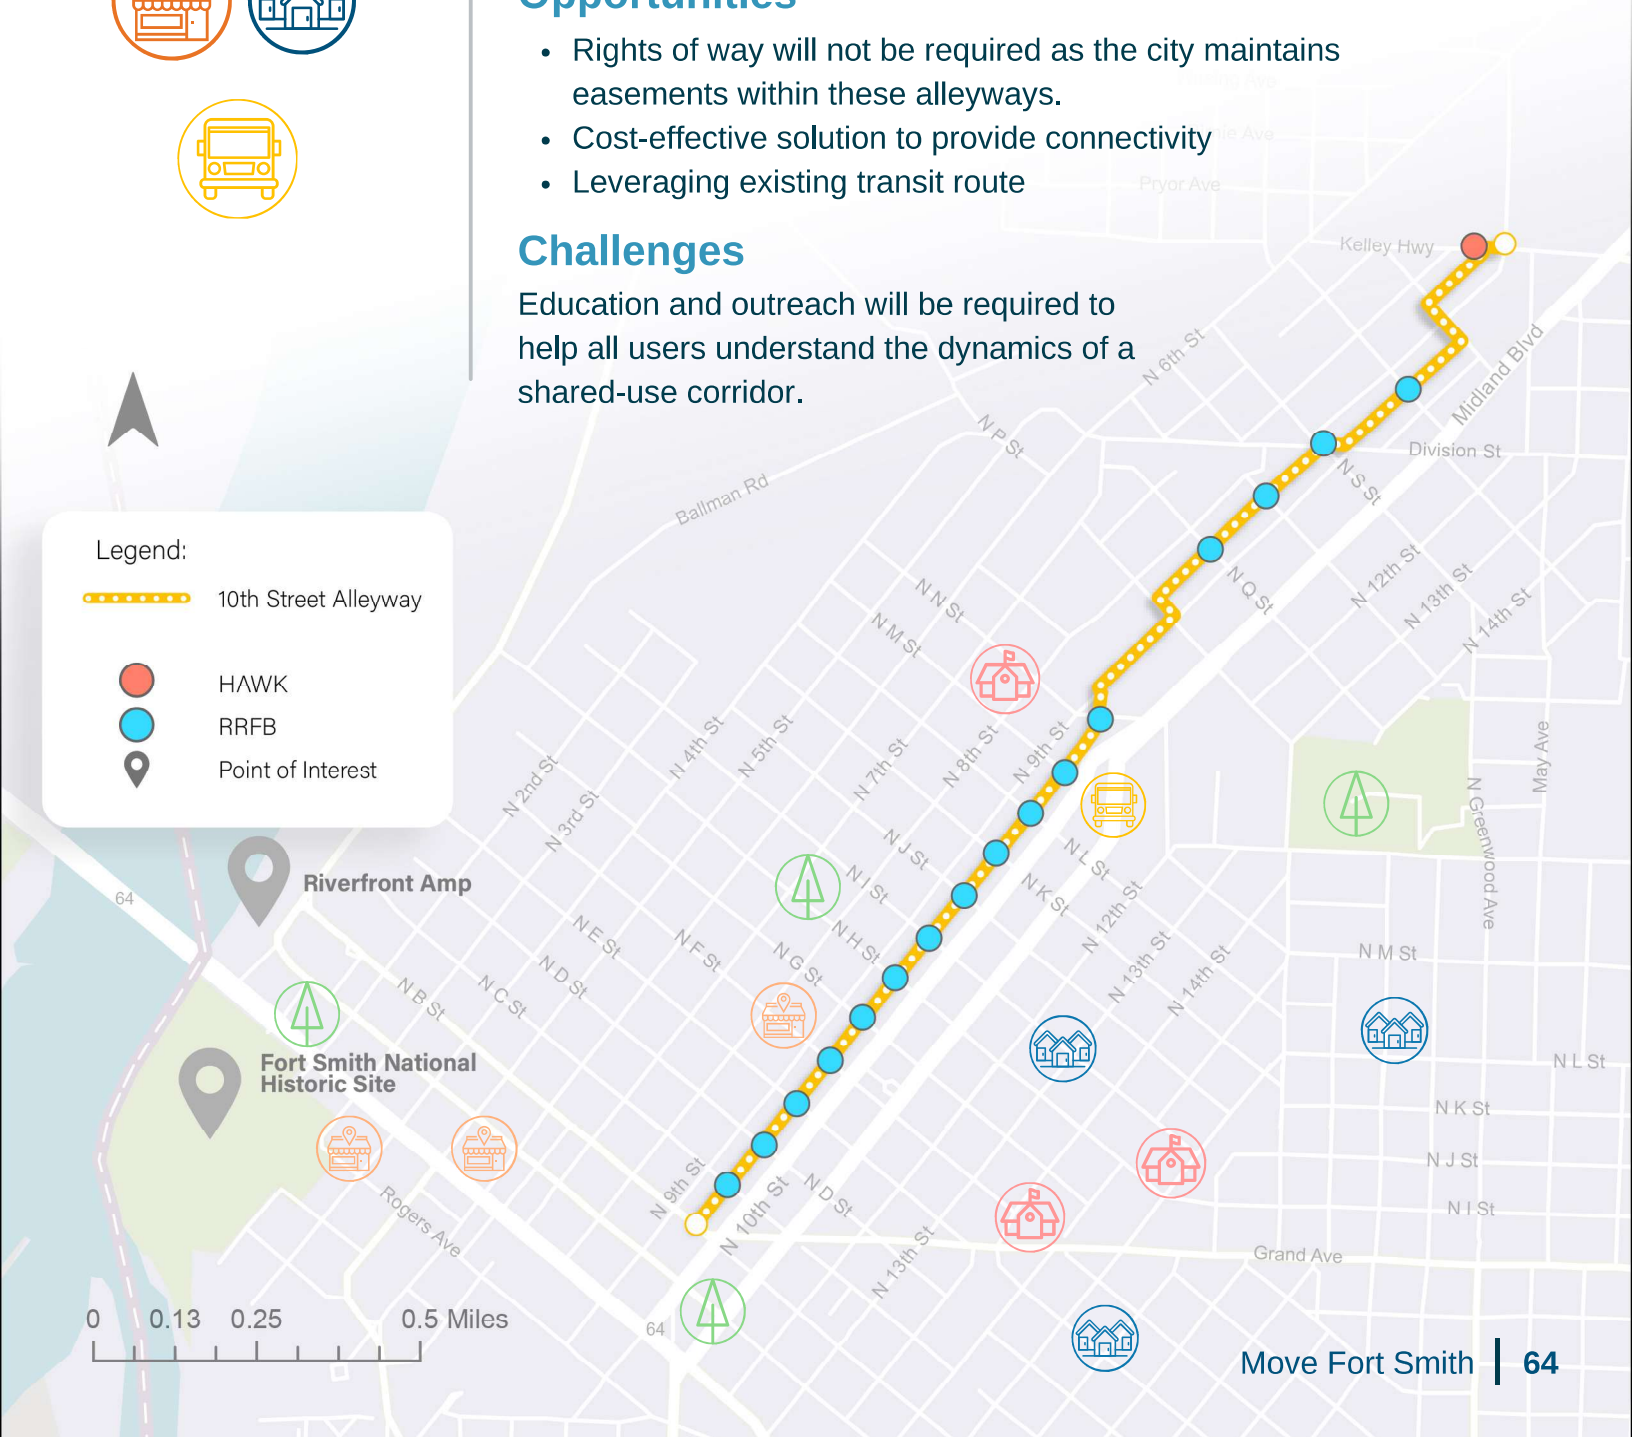 Opportunities
• Rights of way will not be required as the city maintains
easements within these alleyways.
• Cost-effective solution to provide connectivity
• Leveraging existing transit route
Ave
Pryor Ave
Challenges
Education and outreach will be required to
help all users understand the dynamics of a
shared-use corridor.
Kelley Hwy
N 6th St
Midland Blvd
N P St
Division St
N S St
Ballman Rd
Legend:
10th Street Alleyway
HAWK
RRFB
Point of Interest
N 12th St
N 13th St
N 14th St
N Q St
N N St
N M St
N 2nd St
N 3rd St
N 4th St
N 5th St
N 7th St
N 8th St
N 9th St
May Ave
N Greenwood Ave
N J St
N I St
N L St
N K St
64
Riverfront Amp
N H St
N G St
N F St
N E St
N D St
N C St
N B St
N 12th St
N 13th St
N 14th St
N M St
Fort Smith National
Historic Site
N L St
N K St
N J St
N I St
Rogers Ave
N 9th St
N 10th St
N D St
N 13th St
Grand Ave
0 0.13 0.25 0.5 Miles
64
Move Fort Smith | 64